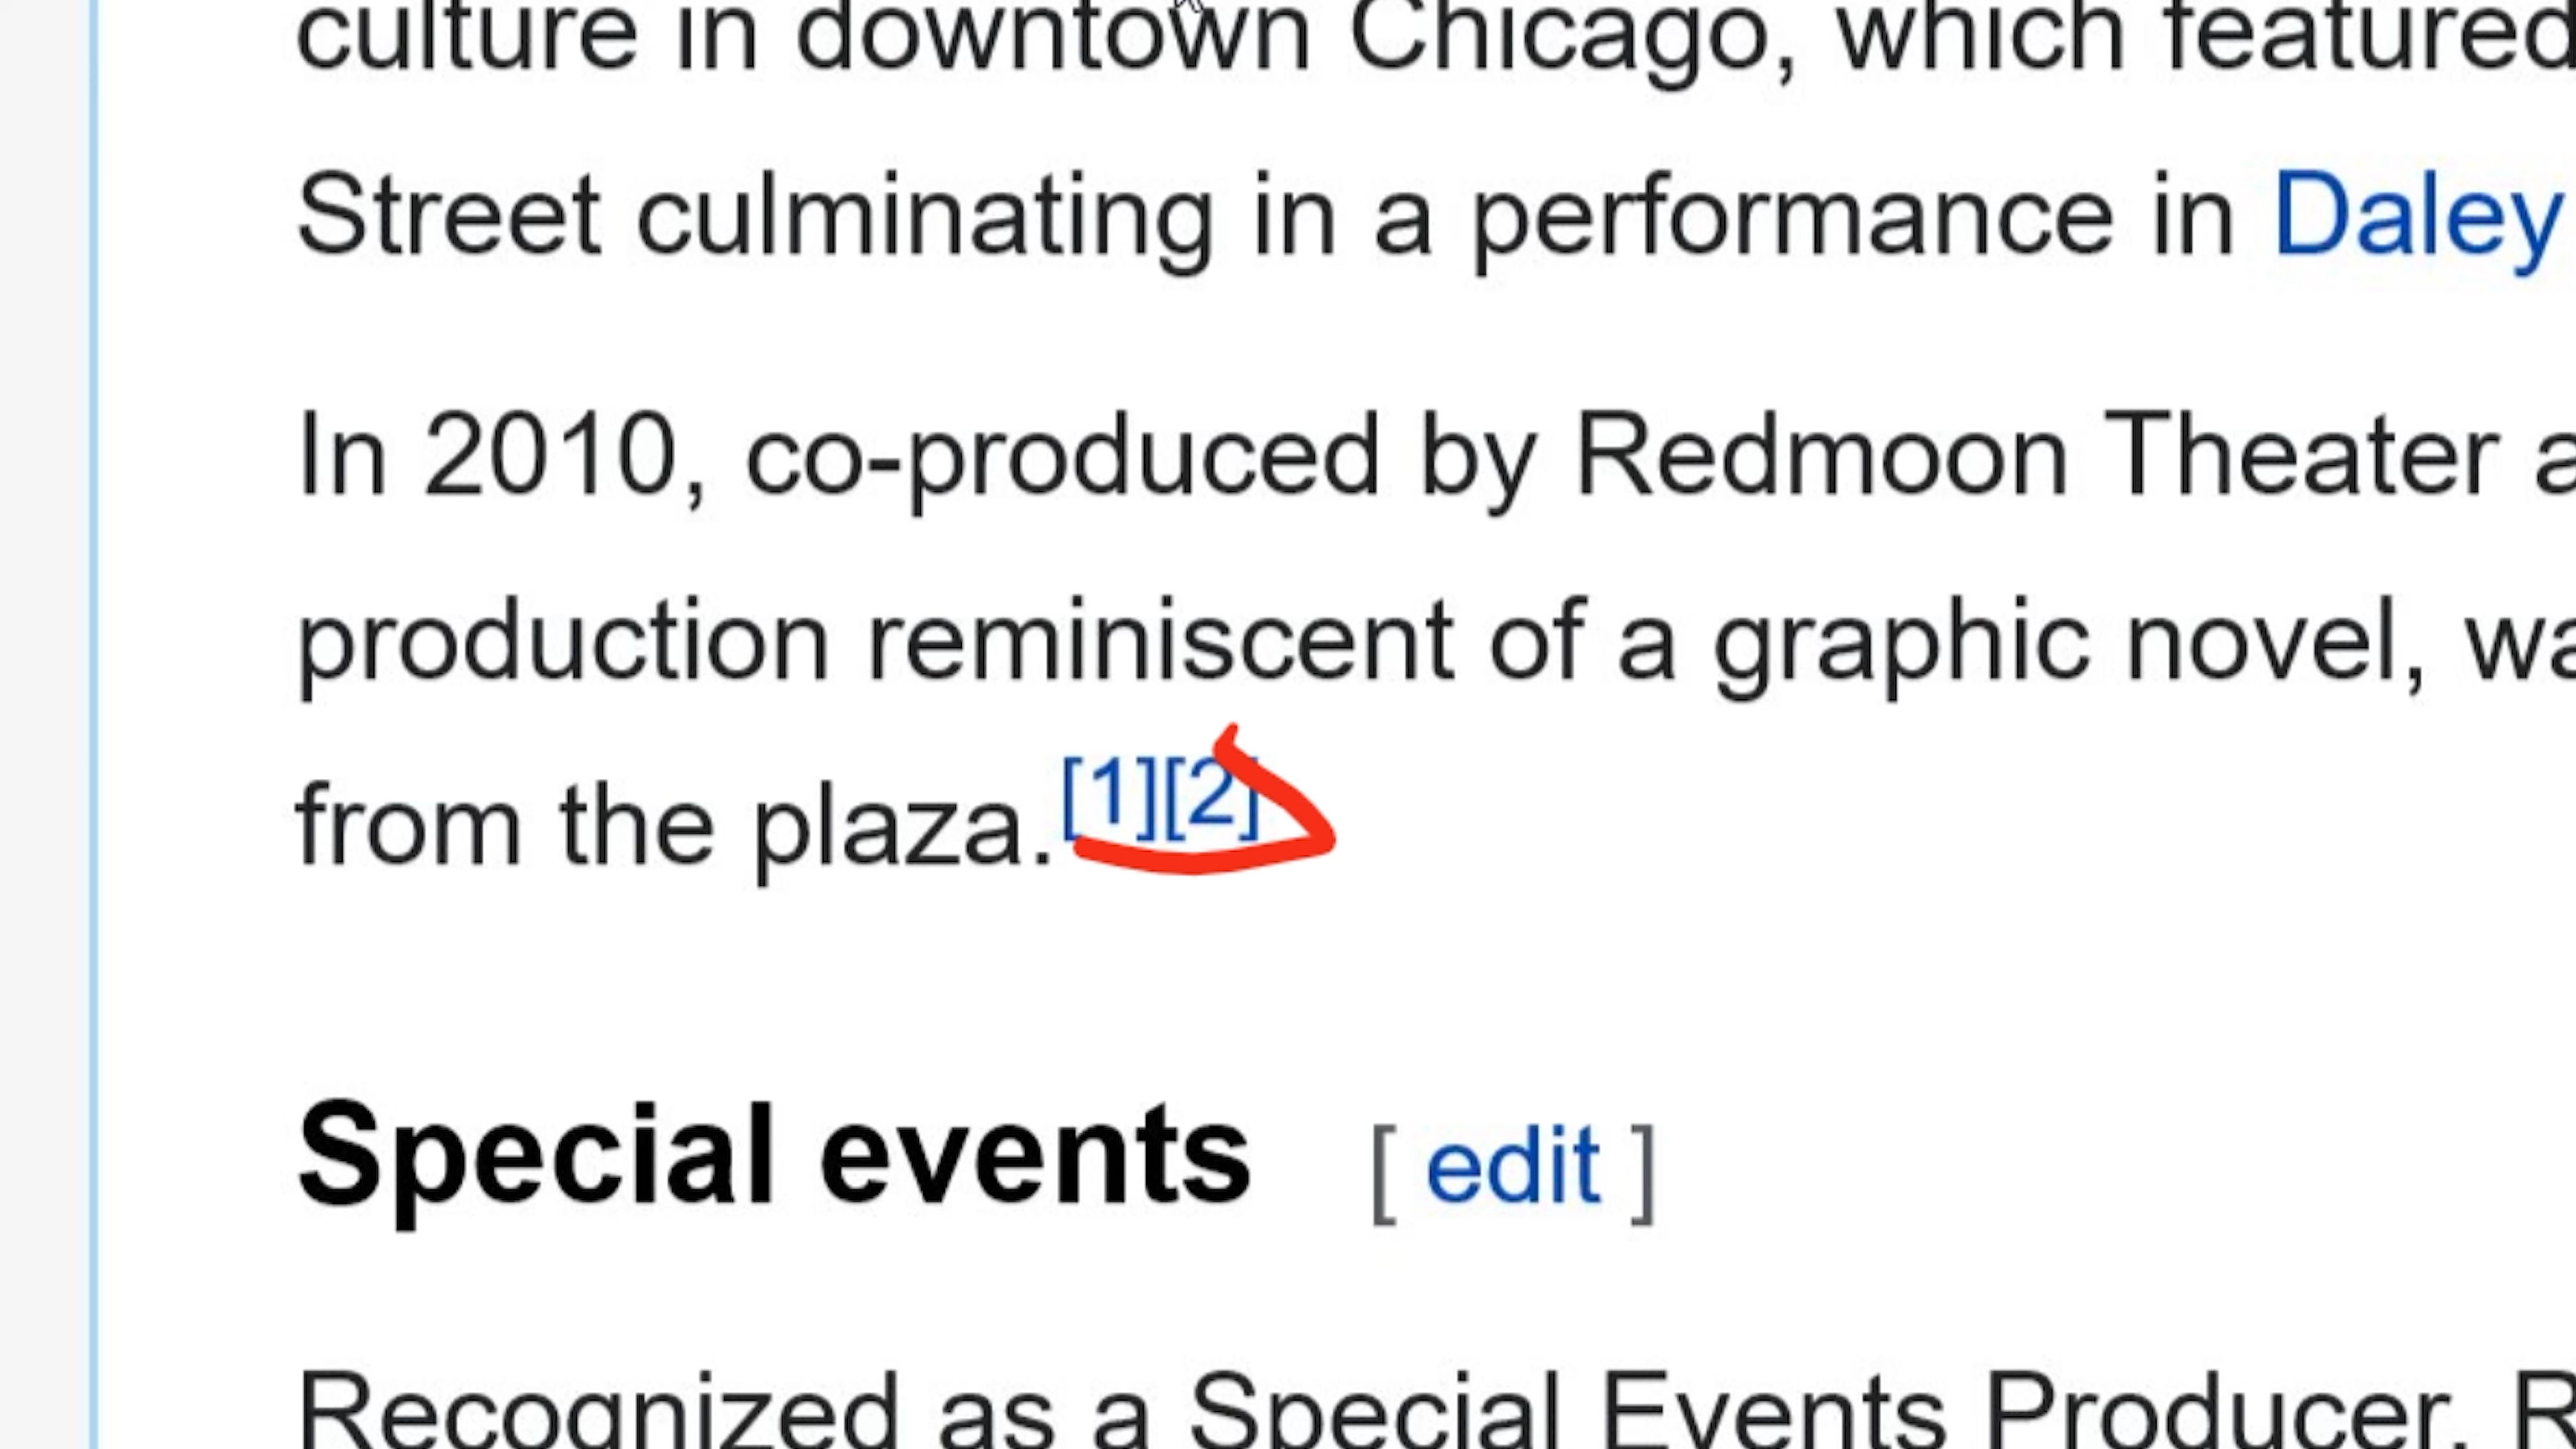 culture in downtown Chicago, which featured
Street culminating in a performance in Daley
In 2010, co-produced by Redmoon Theater a
production reminiscent of a graphic novel, wa
from the plaza.[1][2]
Special events [ edit ]
Recognized as a Special Events Producer, R